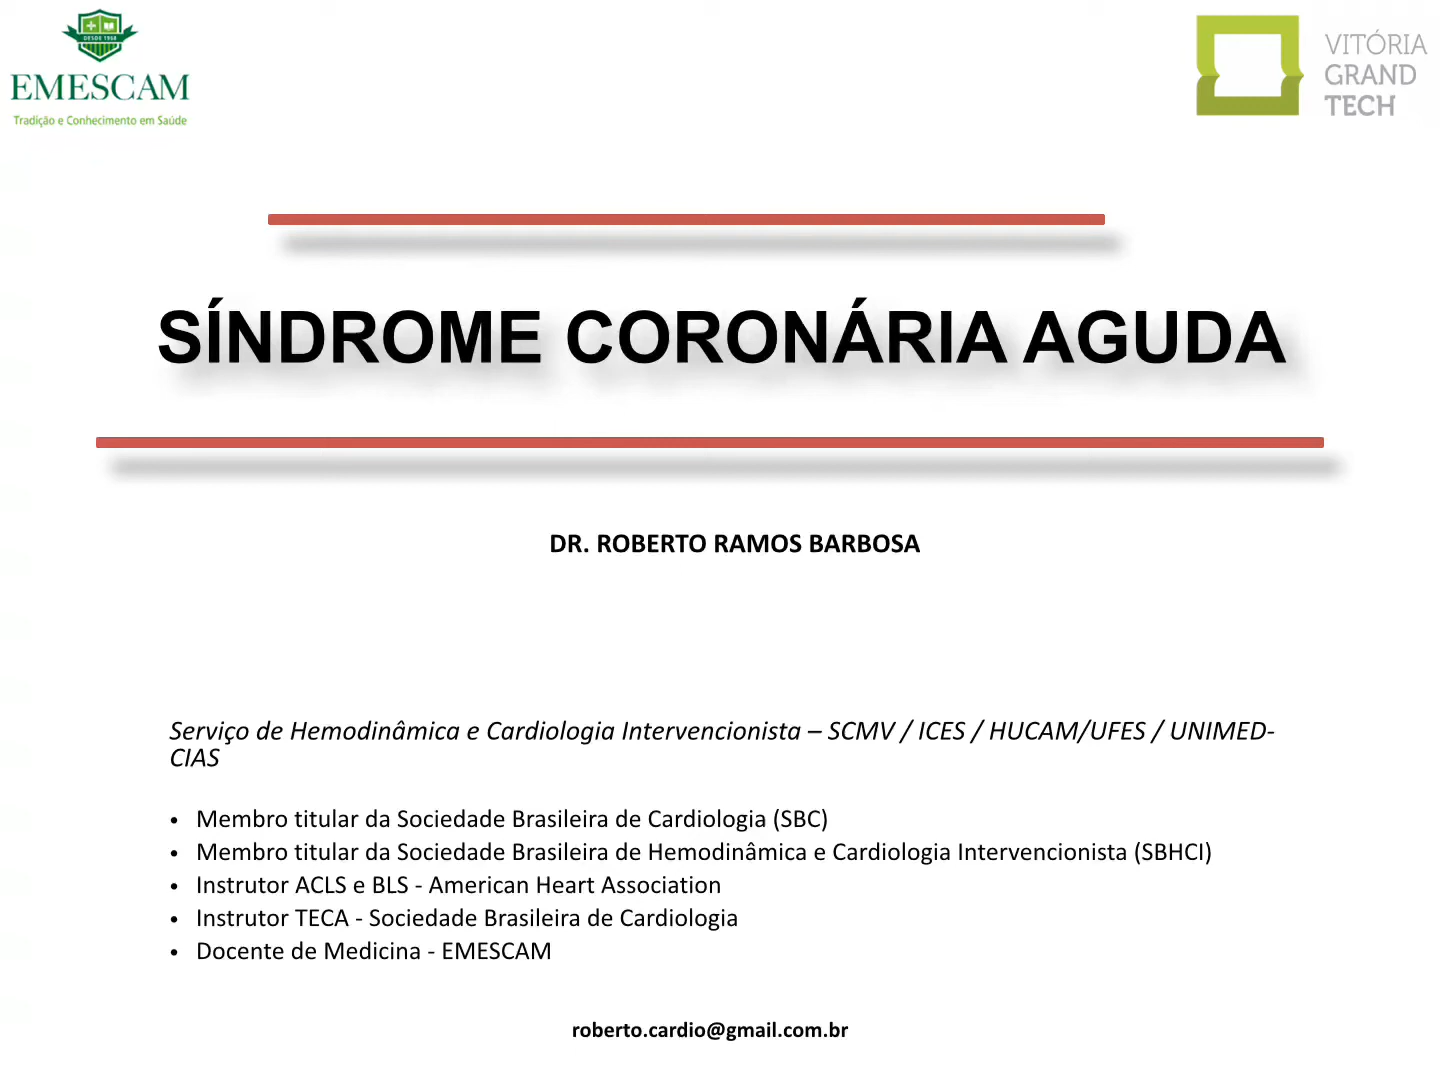 DESDE 1968
EMESCAM
Tradição e Conhecimento em Saúde
VITÓRIA
GRAND
TECH
SÍNDROME CORONÁRIA AGUDA
DR. ROBERTO RAMOS BARBOSA
Serviço de Hemodinâmica e Cardiologia Intervencionista – SCMV / ICES / HUCAM/UFES / UNIMED-
CIAS
• Membro titular da Sociedade Brasileira de Cardiologia (SBC)
• Membro titular da Sociedade Brasileira de Hemodinâmica e Cardiologia Intervencionista (SBHCI)
• Instrutor ACLS e BLS - American Heart Association
• Instrutor TECA - Sociedade Brasileira de Cardiologia
• Docente de Medicina - EMESCAM
roberto.cardio@gmail.com.br